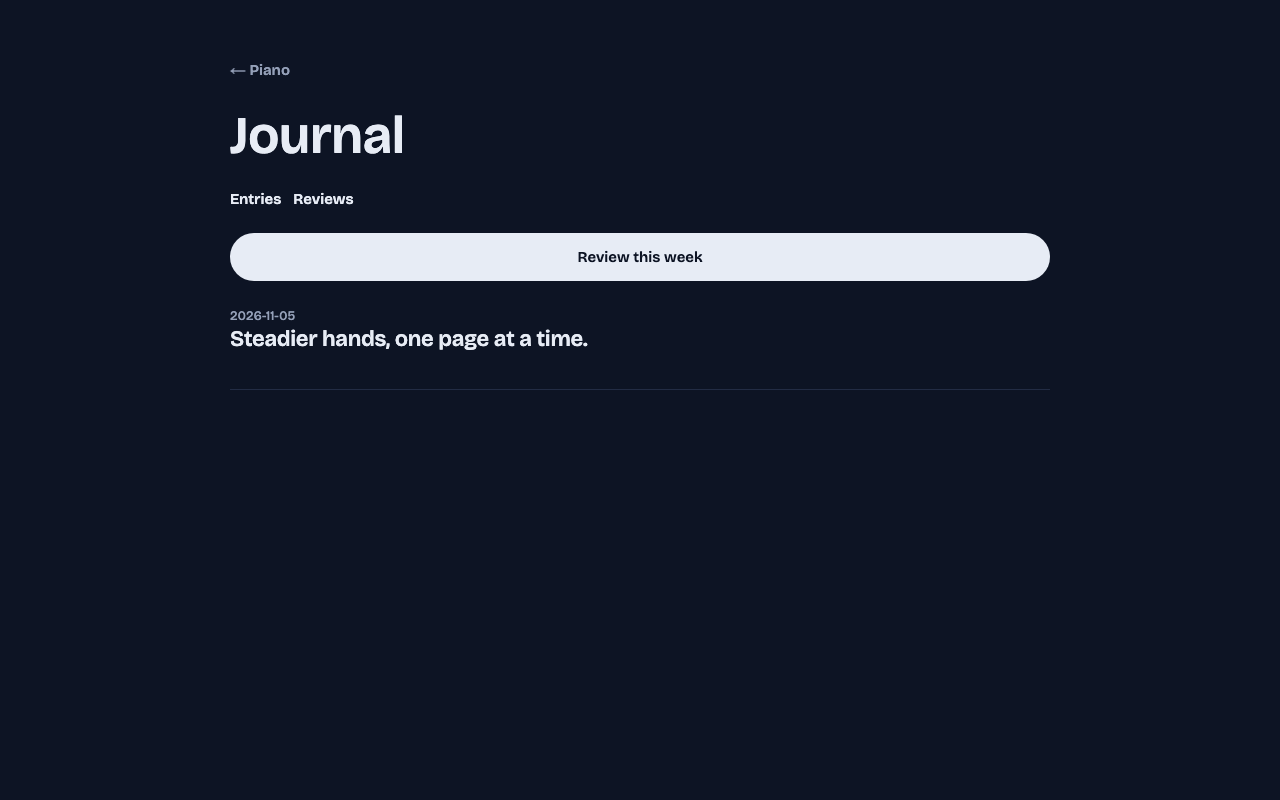 ← Piano
Journal
Entries Reviews
Review this week
2026-11-05
Steadier hands, one page at a time.